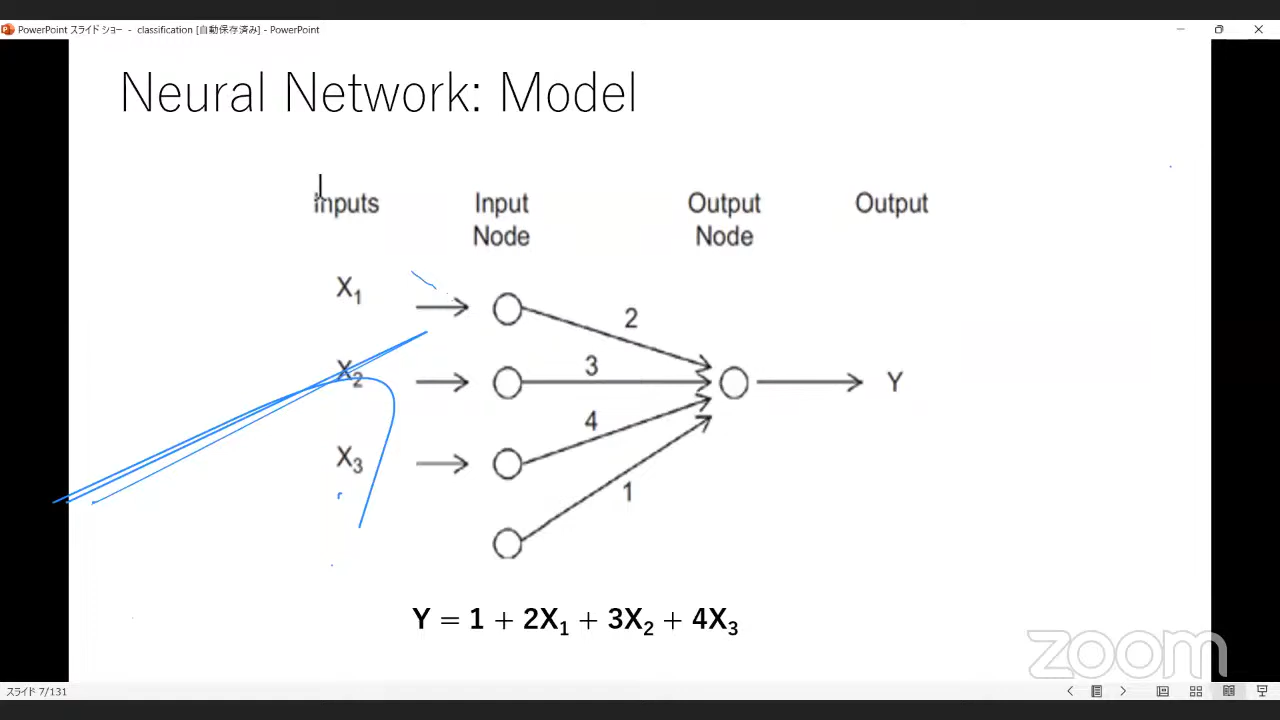 PowerPoint スライド ショー - classification [自動保存済み] - PowerPoint
Neural Network: Model
Inputs Input Node Output Node Output
X₁ 2
X₂ 3 Y
X₃ 4
1
Y = 1 + 2X₁ + 3X₂ + 4X₃
zoom
スライド 7/131